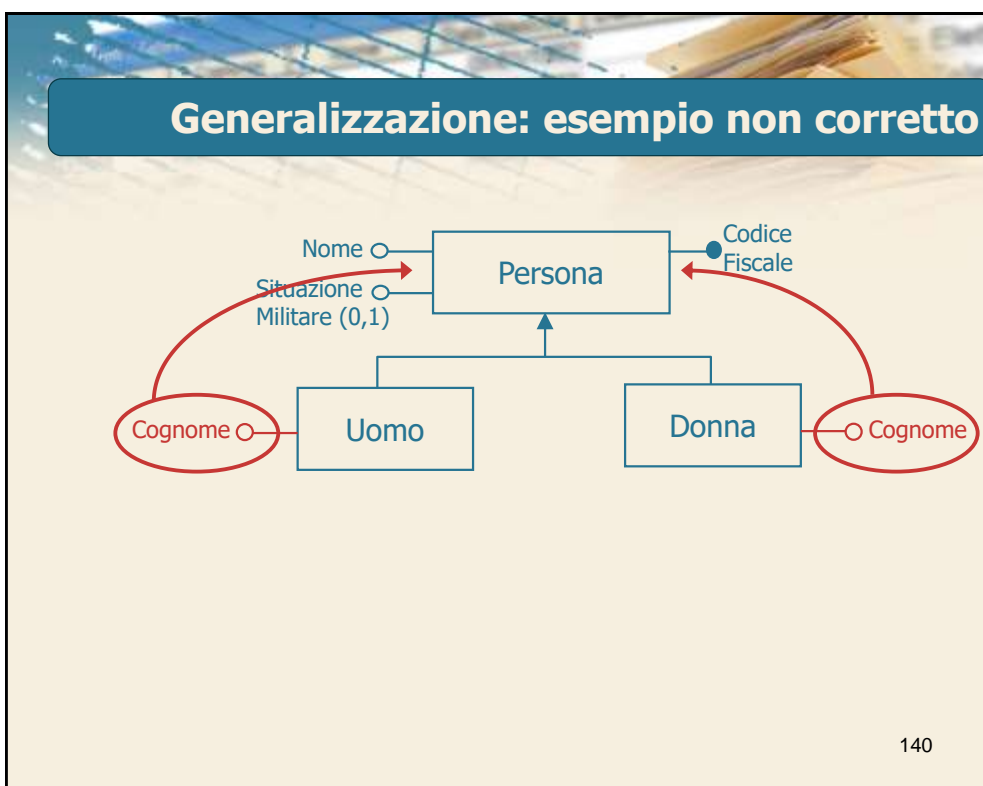 Generalizzazione: esempio non corretto
Nome
Codice
Fiscale
Persona
Situazione
Militare (0,1)
Cognome
Uomo
Donna
Cognome
140